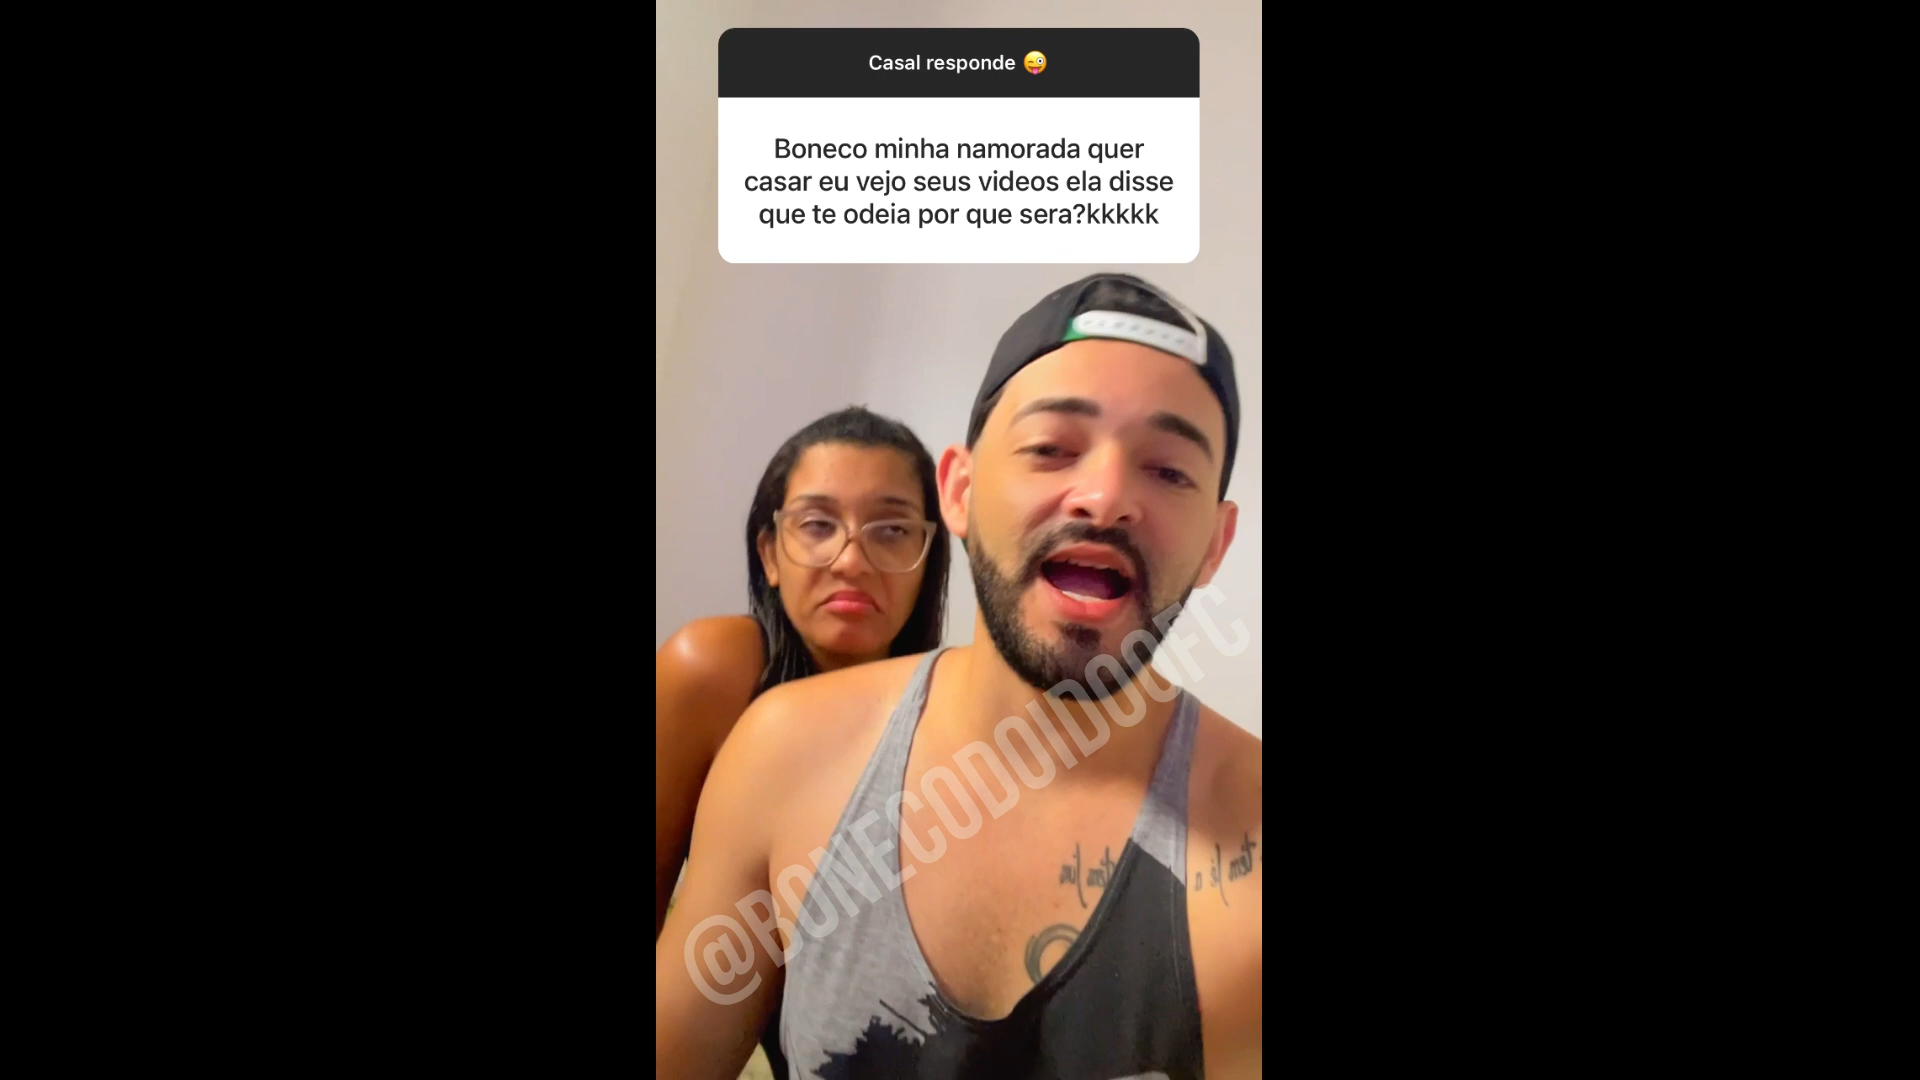 Casal responde 😜
Boneco minha namorada quer
casar eu vejo seus videos ela disse
que te odeia por que sera?kkkkk
@BONECODOIDOOFC